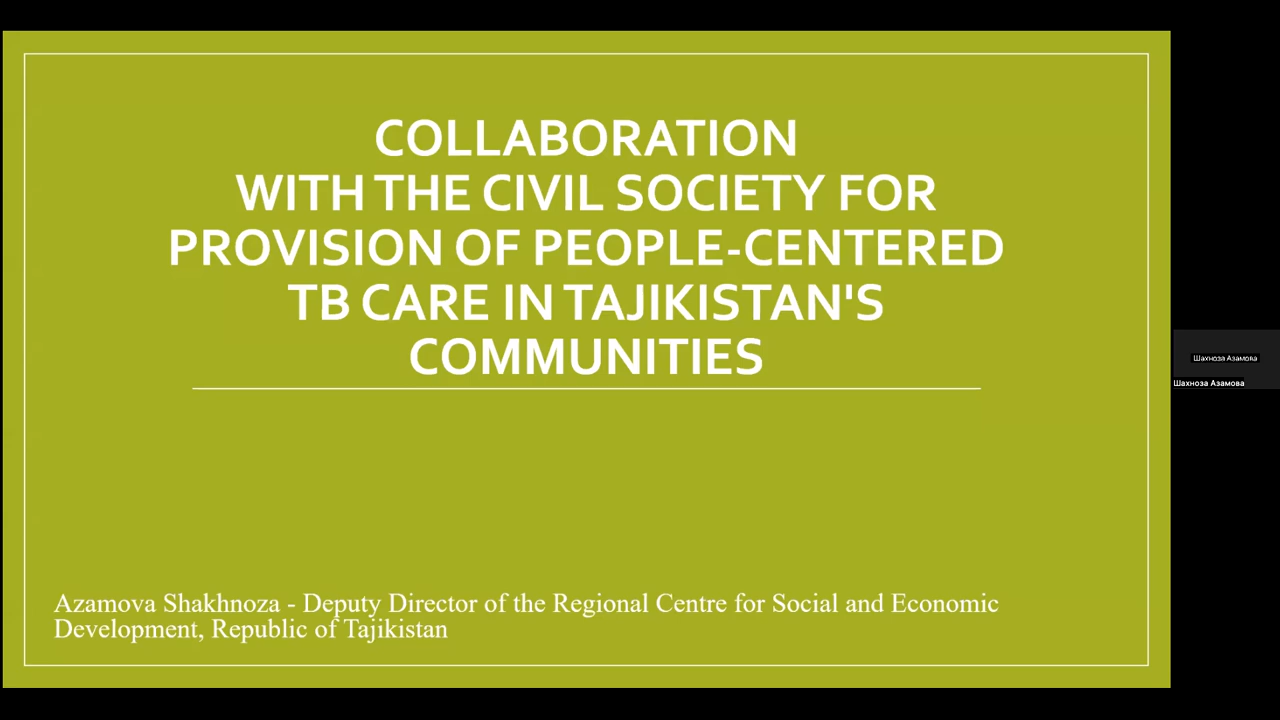 COLLABORATION
WITH THE CIVIL SOCIETY FOR
PROVISION OF PEOPLE-CENTERED
TB CARE IN TAJIKISTAN'S
COMMUNITIES
Azamova Shakhnoza - Deputy Director of the Regional Centre for Social and Economic
Development, Republic of Tajikistan
Шахноза Азамова
Шахноза Азамова